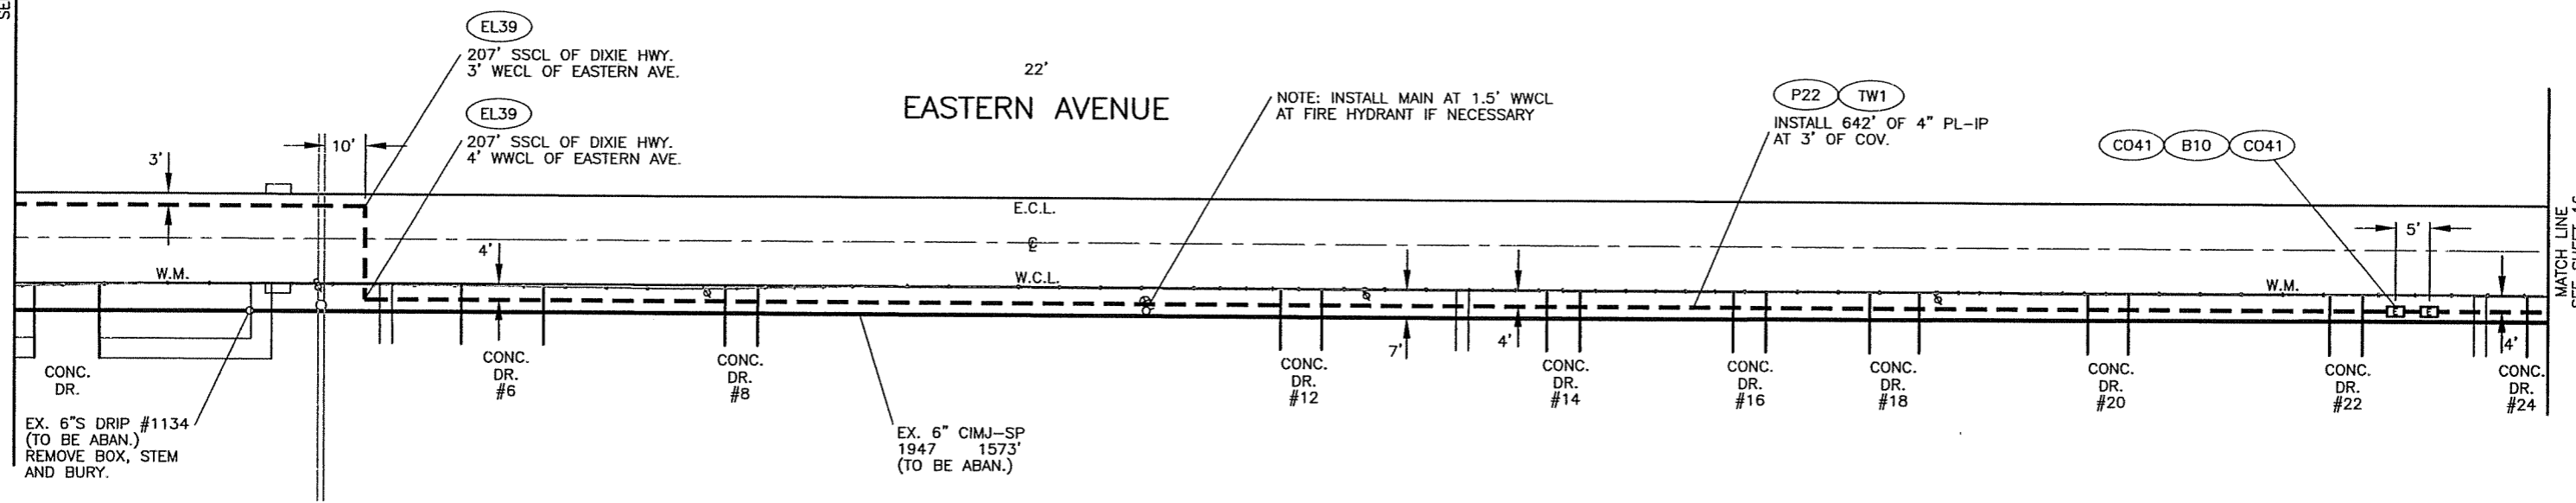 SE
EL39
207' SSCL OF DIXIE HWY.
3' WECL OF EASTERN AVE.
EL39
207' SSCL OF DIXIE HWY.
4' WWCL OF EASTERN AVE.
22'
EASTERN AVENUE
NOTE: INSTALL MAIN AT 1.5' WWCL
AT FIRE HYDRANT IF NECESSARY
P22 TW1
INSTALL 642' OF 4" PL-IP
AT 3' OF COV.
CO41 B10 CO41
3'
10'
E.C.L.
5'
4'
W.M.
W.C.L.
W.M.
MATCH LINE
E E
7'
4'
4'
CONC.
DR.
CONC.
DR.
#6
CONC.
DR.
#8
CONC.
DR.
#12
CONC.
DR.
#14
CONC.
DR.
#16
CONC.
DR.
#18
CONC.
DR.
#20
CONC.
DR.
#22
CONC.
DR.
#24
EX. 6"S DRIP #1134
(TO BE ABAN.)
REMOVE BOX, STEM
AND BURY.
EX. 6" CIMJ-SP
1947 1573'
(TO BE ABAN.)